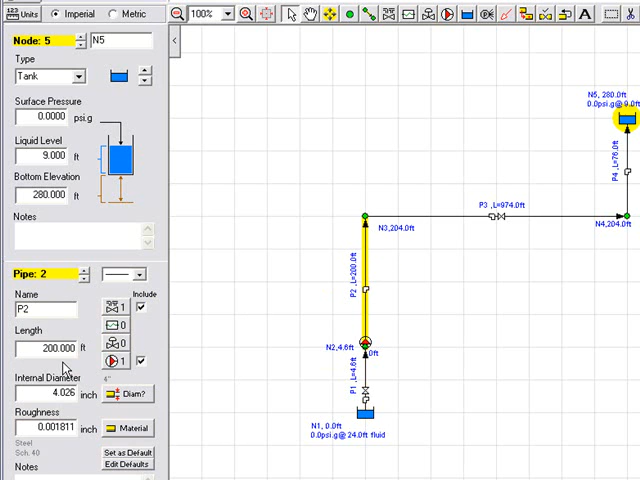 Units Imperial Metric 100% A
Node: 5 N5
Type
Tank
Surface Pressure
0.0000 psi.g
Liquid Level
9.000 ft
Bottom Elevation
280.000 ft
Notes
Pipe: 2
Name Include
P2 1
Length 0
200.000 ft 0
1
Internal Diameter 4"
4.026 inch Diam?
Roughness
0.001811 inch Material
Steel
Sch. 40
Set as Default
Notes Edit Defaults
N5, 280.0ft
0.0psi.g@ 9.0ft
P4 ,L=76.0ft
P3 ,L=974.0ft
N3,204.0ft
N4,204.0ft
P2 ,L=200.0ft
N2,4.6ft
0ft
P1 ,L=4.6ft
N1, 0.0ft
0.0psi.g@ 24.0ft fluid